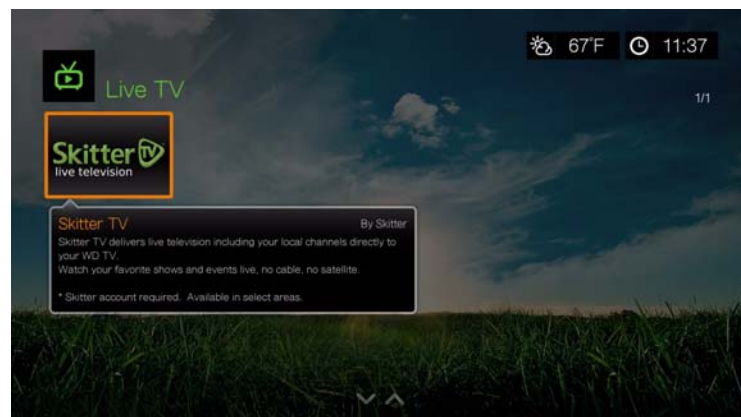 67°F
11:37
Live TV
1/1
Skitter TV
live television
Skitter TV
By Skitter
Skitter TV delivers live television including your local channels directly to
your WD TV.
Watch your favorite shows and events live, no cable, no satellite.
* Skitter account required. Available in select areas.